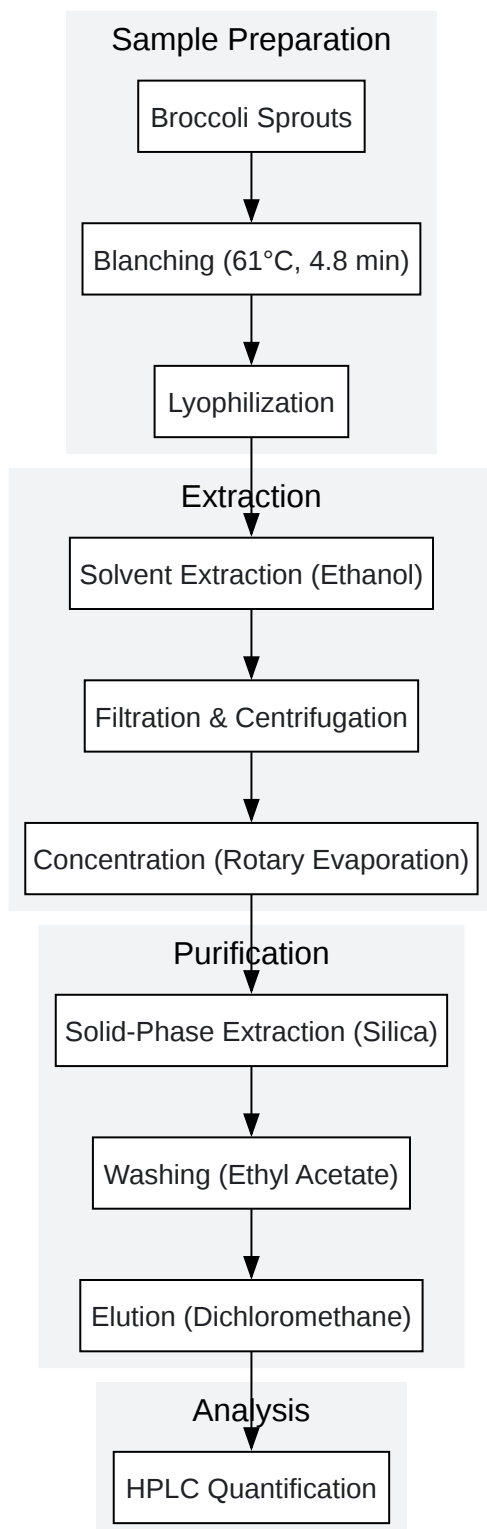 Sample Preparation
Broccoli Sprouts
Blanching (61°C, 4.8 min)
Lyophilization
Extraction
Solvent Extraction (Ethanol)
Filtration & Centrifugation
Concentration (Rotary Evaporation)
Purification
Solid-Phase Extraction (Silica)
Washing (Ethyl Acetate)
Elution (Dichloromethane)
Analysis
HPLC Quantification